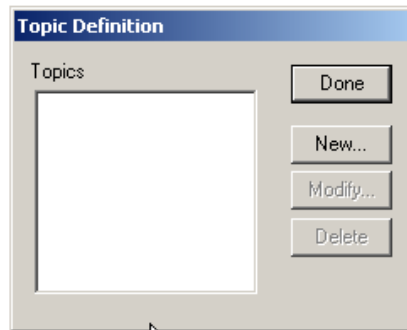 Topic Definition
Topics
Done
New...
Modify...
Delete